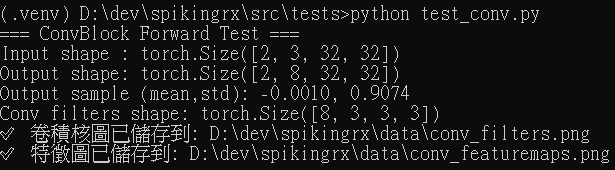 (.venv) D:\dev\spikingrx\src\tests>python test_conv.py
=== ConvBlock Forward Test ===
Input shape : torch.Size([2, 3, 32, 32])
Output shape: torch.Size([2, 8, 32, 32])
Output sample (mean,std): -0.0010, 0.9074
Conv filters shape: torch.Size([8, 3, 3, 3])
✓ 卷積核圖已儲存到: D:\dev\spikingrx\data\conv_filters.png
✓ 特徵圖已儲存到: D:\dev\spikingrx\data\conv_featuremaps.png